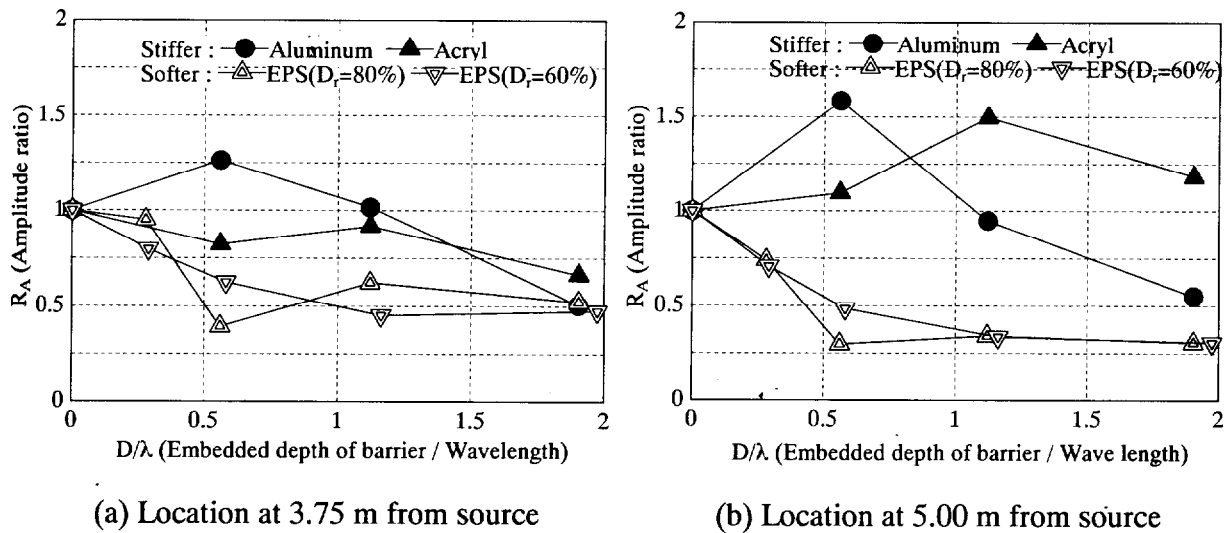 2
Stiffer : Aluminum Acryl
Softer : EPS(Dr=80%) EPS(Dr=60%)
1.5
1
0.5
0
RA (Amplitude ratio)
0 0.5 1 1.5 2
D/λ (Embedded depth of barrier / Wavelength)
(a) Location at 3.75 m from source
2
Stiffer : Aluminum Acryl
Softer : EPS(Dr=80%) EPS(Dr=60%)
1.5
1
0.5
0
RA (Amplitude ratio)
0 0.5 1 1.5 2
D/λ (Embedded depth of barrier / Wave length)
(b) Location at 5.00 m from source